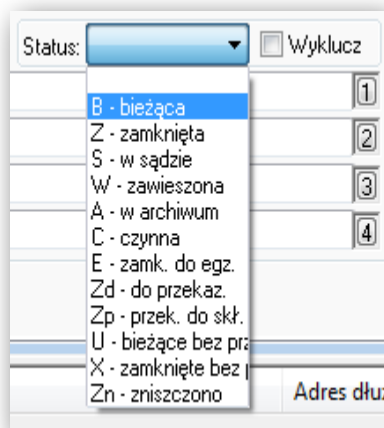 Status: Wyklucz
1
B - bieżąca
Z - zamknięta
2
S - w sądzie
W - zawieszona
3
A - w archiwum
C - czynna
4
E - zamk. do egz.
Zd - do przekaz.
Zp - przek. do skł.
U - bieżące bez
X - zamknięte bez
Zn - zniszczono
Adres